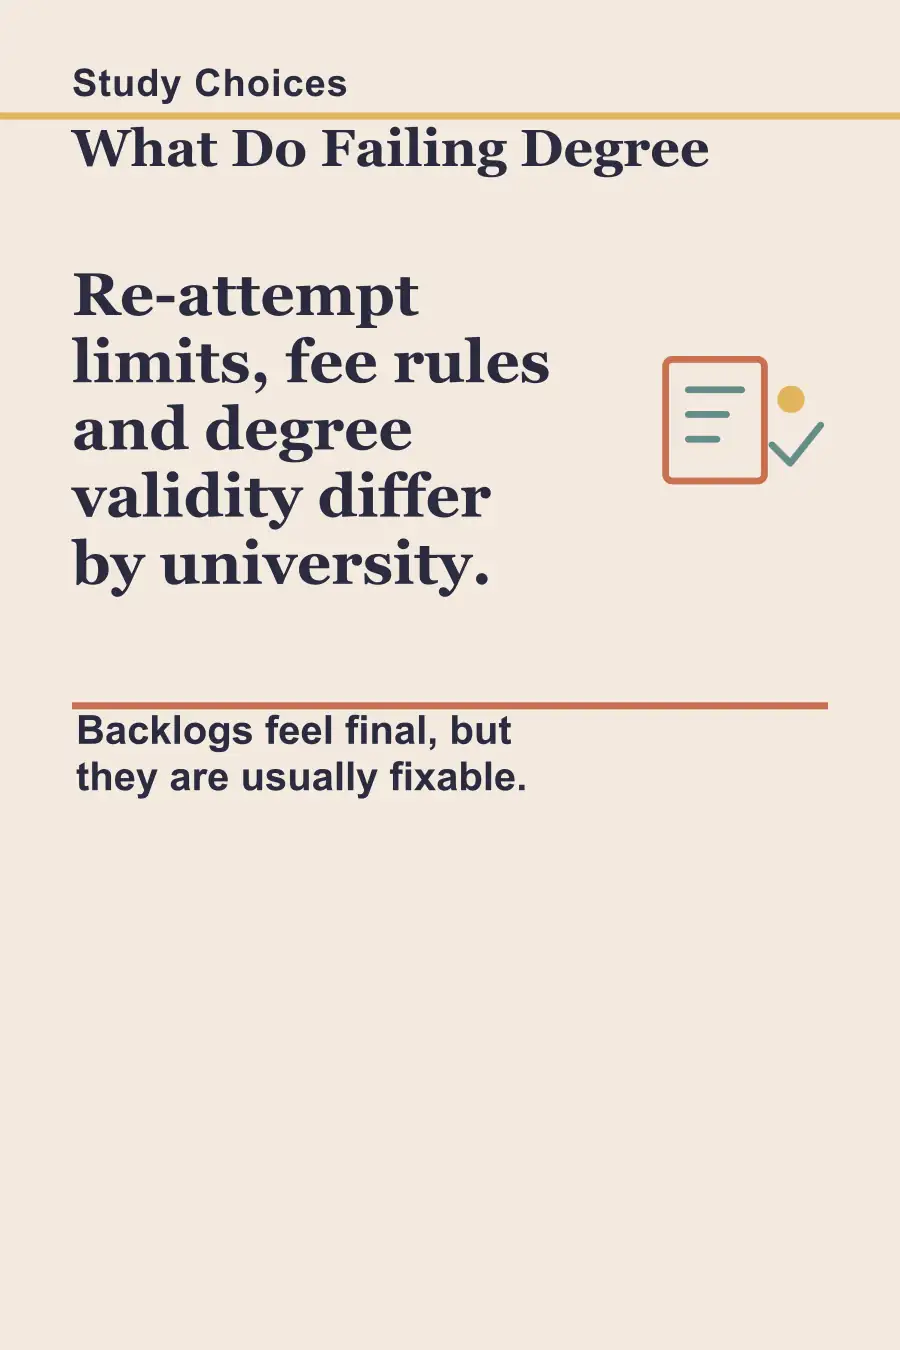 Study Choices
What Do Failing Degree
Re-attempt
limits, fee rules
and degree
validity differ
by university.
Backlogs feel final, but
they are usually fixable.